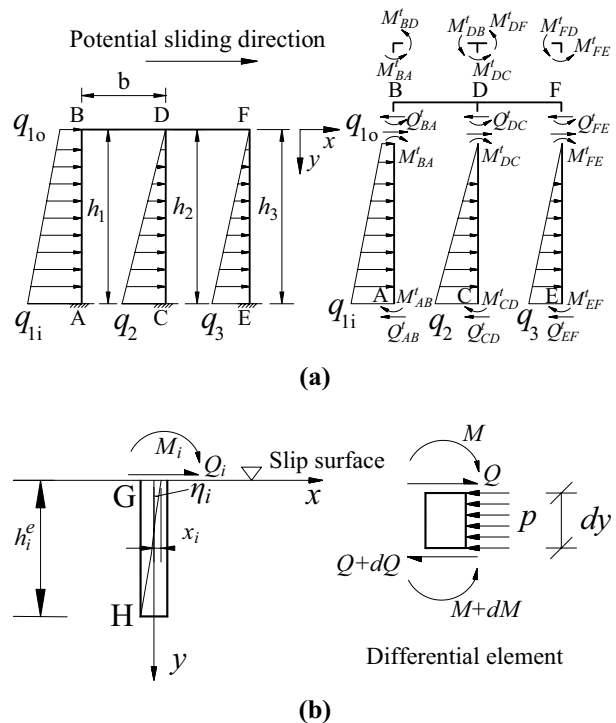 Potential sliding direction
b
B D F
q1o
x
y
h1 h2 h3
q1i A q2 C q3 E
M^t_BD M^t_DB M^t_DF M^t_FD M^t_FE
M^t_BA M^t_DC
B D F
q1o Q^t_BA Q^t_DC Q^t_FE
M^t_BA M^t_DC M^t_FE
A M^t_AB C M^t_CD E M^t_EF
q1i Q^t_AB q2 Q^t_CD q3 Q^t_EF
(a)
M_i
Q_i Slip surface
G η_i x
h^e_i x_i
H
y
M
Q
p dy
Q+dQ
M+dM
Differential element
(b)